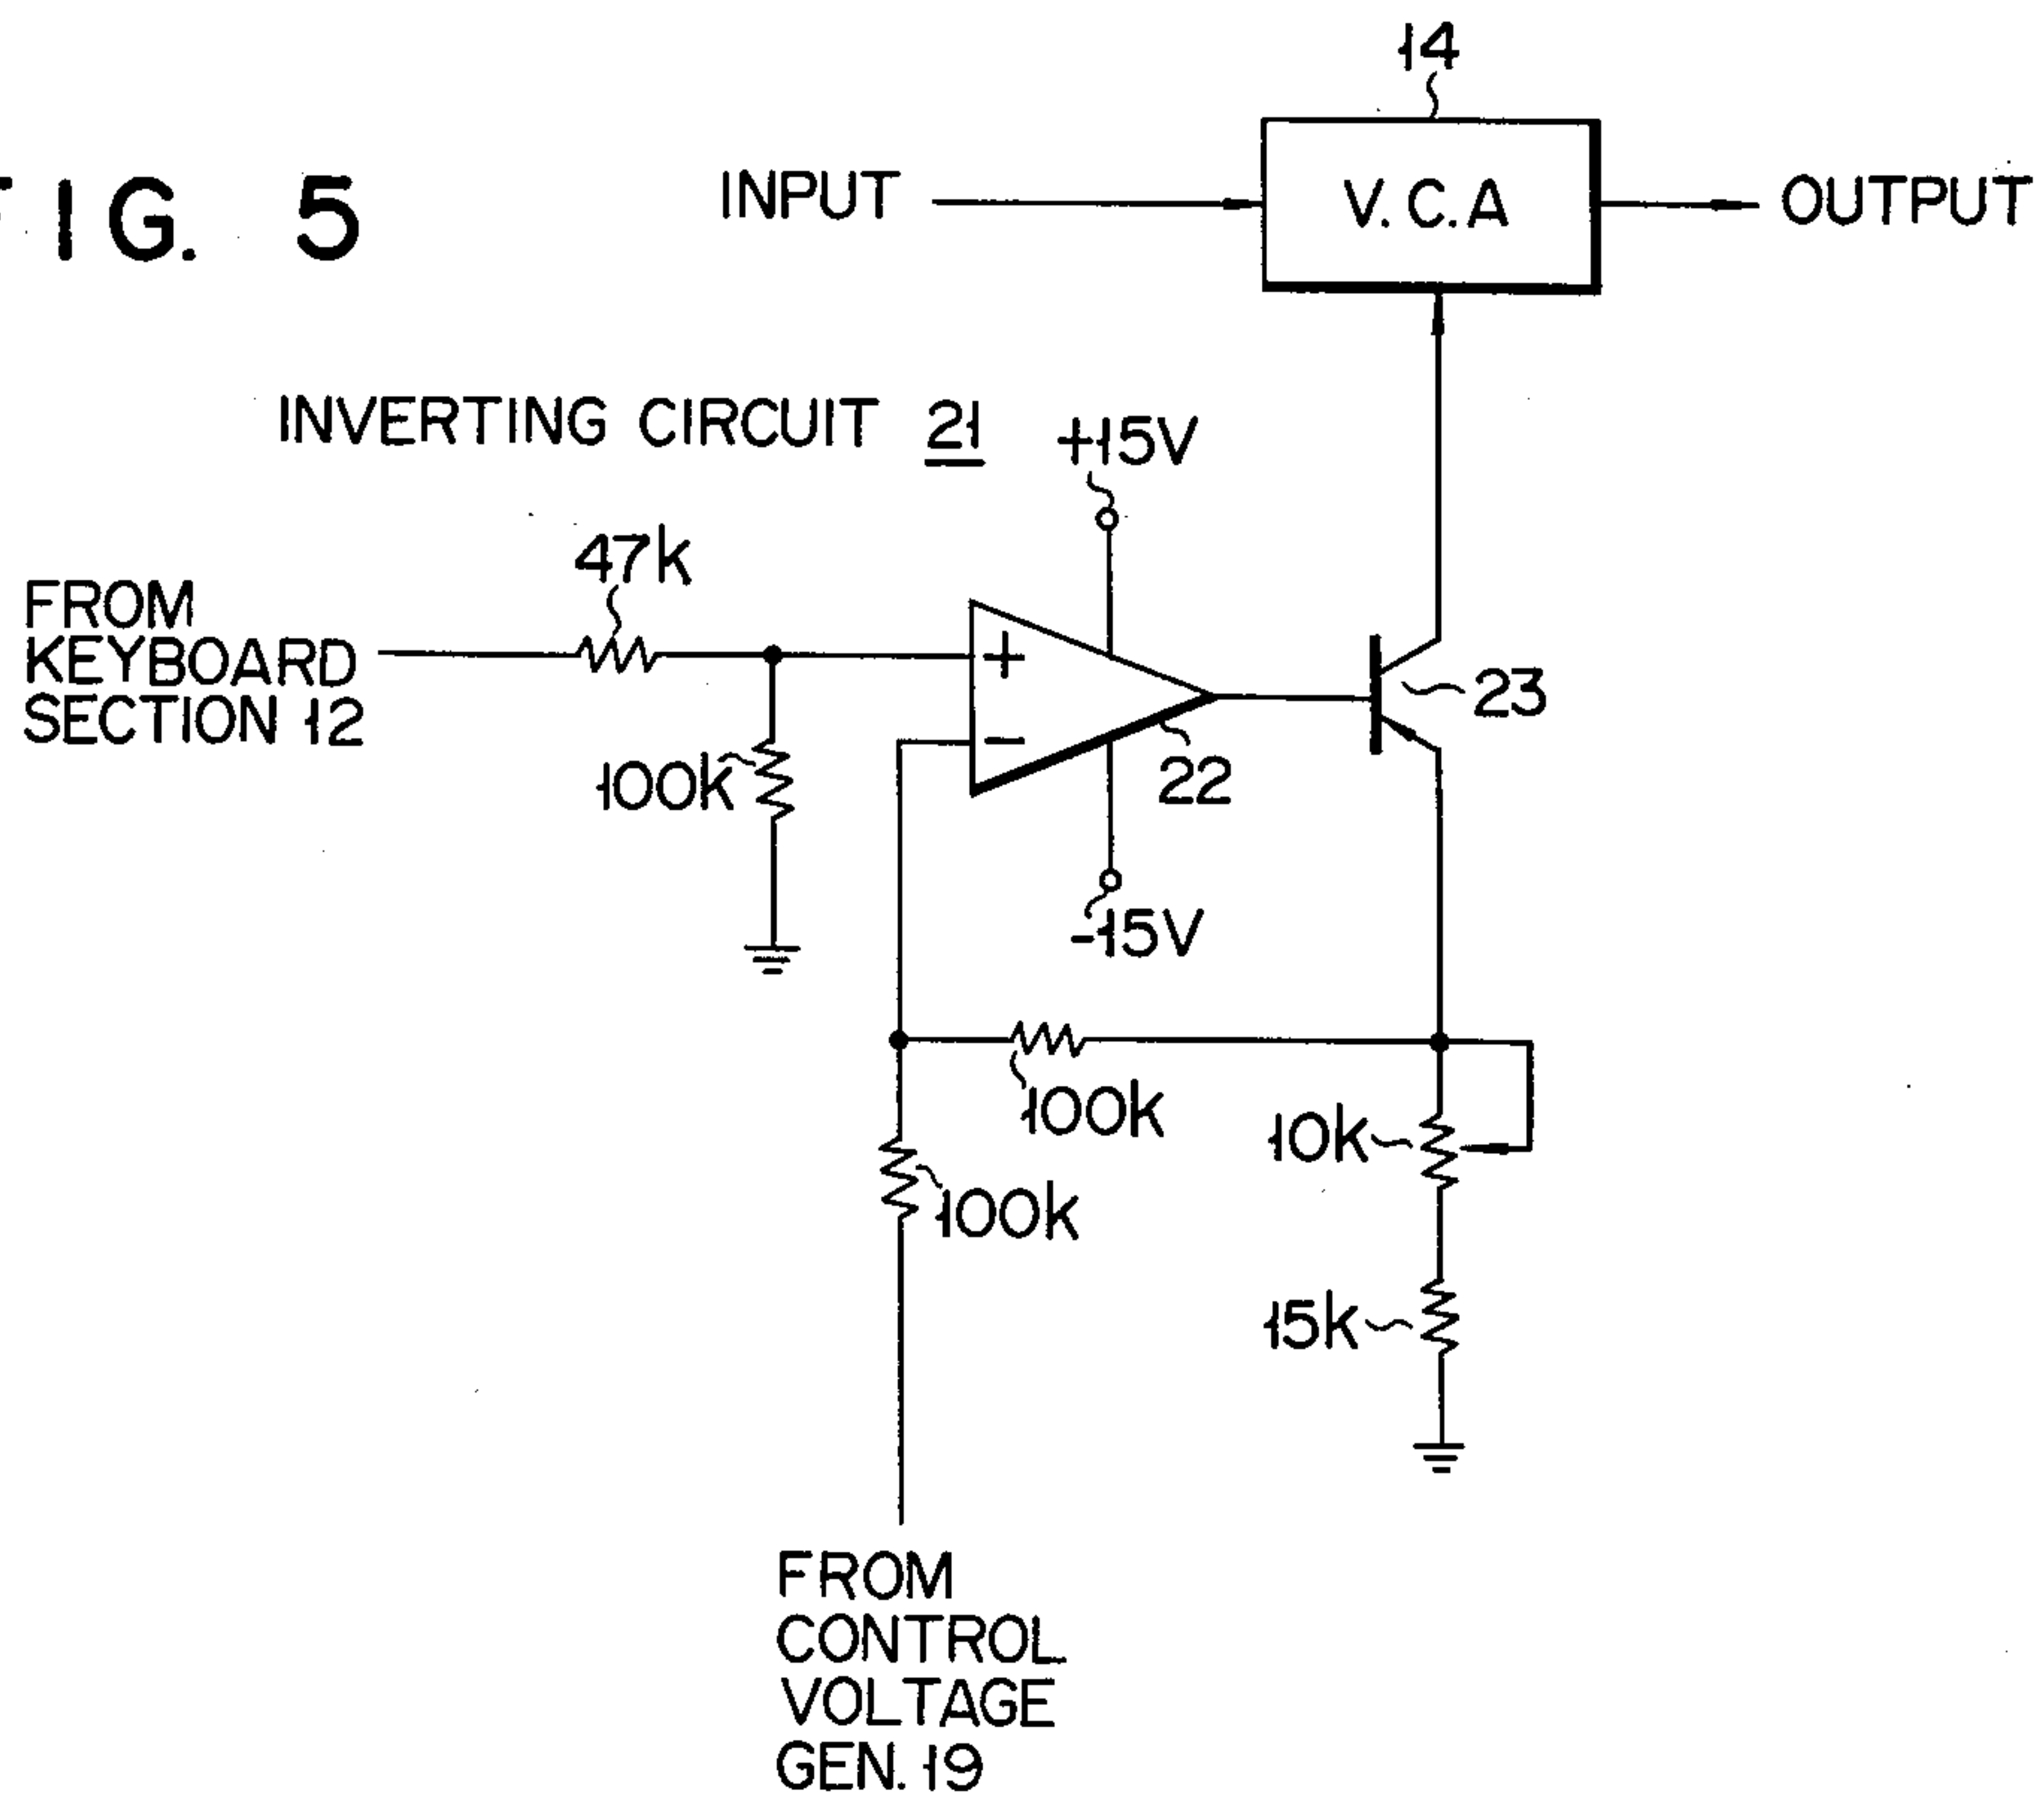 14
FIG. 5
INPUT
V.C.A
OUTPUT
INVERTING CIRCUIT 21
+15V
47k
FROM
KEYBOARD
SECTION 12
+
23
-
100k
22
-15V
100k
10k
100k
15k
FROM
CONTROL
VOLTAGE
GEN. 19